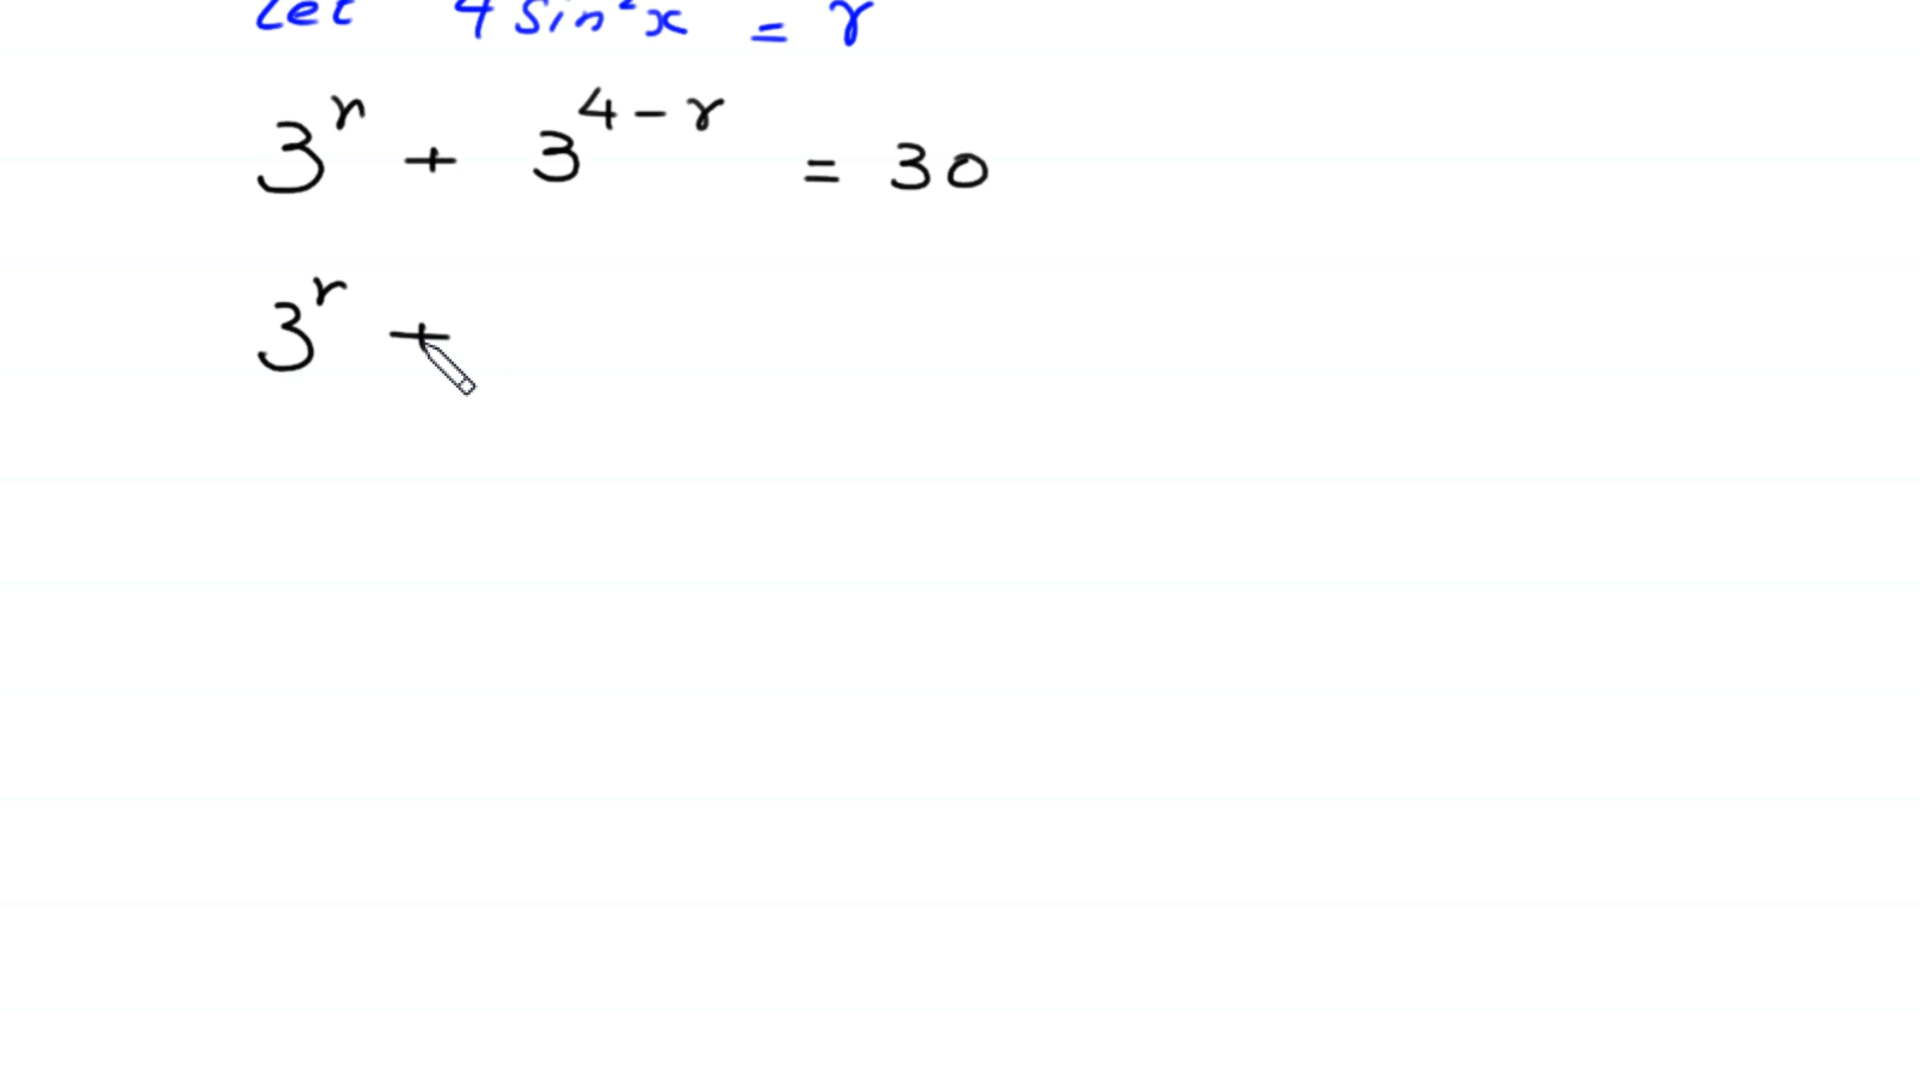 Let 4 sin²x = r
3^r + 3^{4-r} = 30
3^r +